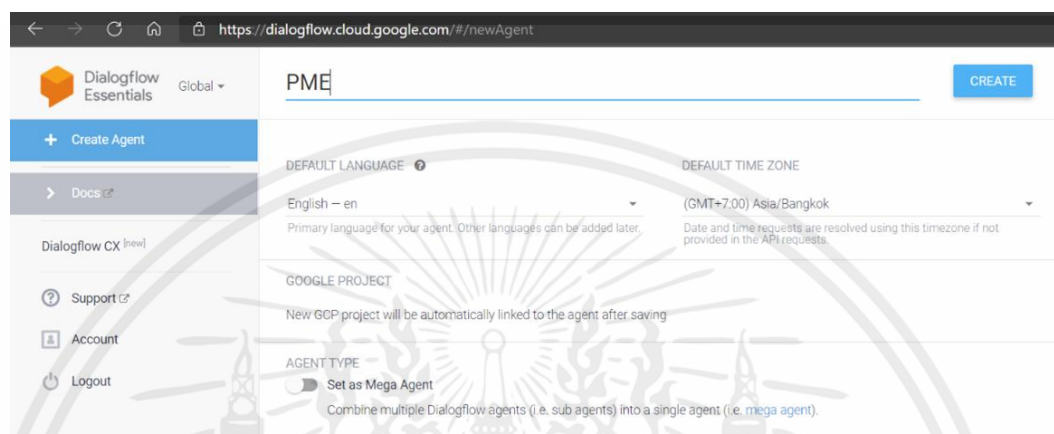 https://dialogflow.cloud.google.com/#/newAgent
Dialogflow Essentials
Global
PME
CREATE
+ Create Agent
> Docs
Dialogflow CX [new]
Support
Account
Logout
DEFAULT LANGUAGE
English — en
Primary language for your agent. Other languages can be added later.
DEFAULT TIME ZONE
(GMT+7:00) Asia/Bangkok
Date and time requests are resolved using this timezone if not
provided in the API requests.
GOOGLE PROJECT
New GCP project will be automatically linked to the agent after saving
AGENT TYPE
Set as Mega Agent
Combine multiple Dialogflow agents (i.e. sub agents) into a single agent (i.e. mega agent).